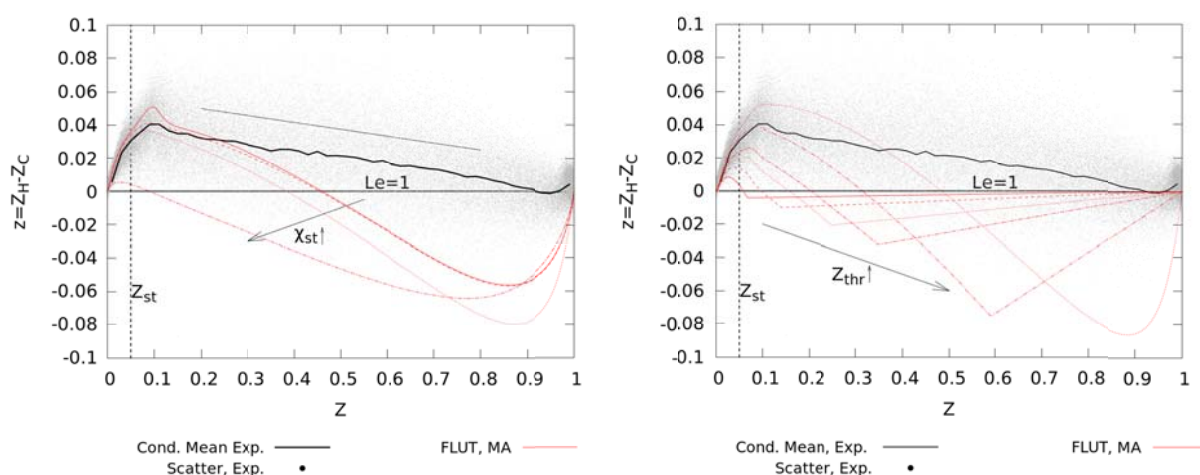 0.1
0.08
0.06
0.04
0.02
0
-0.02
-0.04
-0.06
-0.08
-0.1
z=Z_H-Z_C
Le=1
χ_st↑
Z_st
0 0.1 0.2 0.3 0.4 0.5 0.6 0.7 0.8 0.9 1
Z
Cond. Mean Exp.
FLUT, MA
Scatter, Exp.
0.1
0.08
0.06
0.04
0.02
0
-0.02
-0.04
-0.06
-0.08
-0.1
z=Z_H-Z_C
Le=1
Z_thr↑
Z_st
0 0.1 0.2 0.3 0.4 0.5 0.6 0.7 0.8 0.9 1
Z
Cond. Mean, Exp.
FLUT, MA
Scatter, Exp.